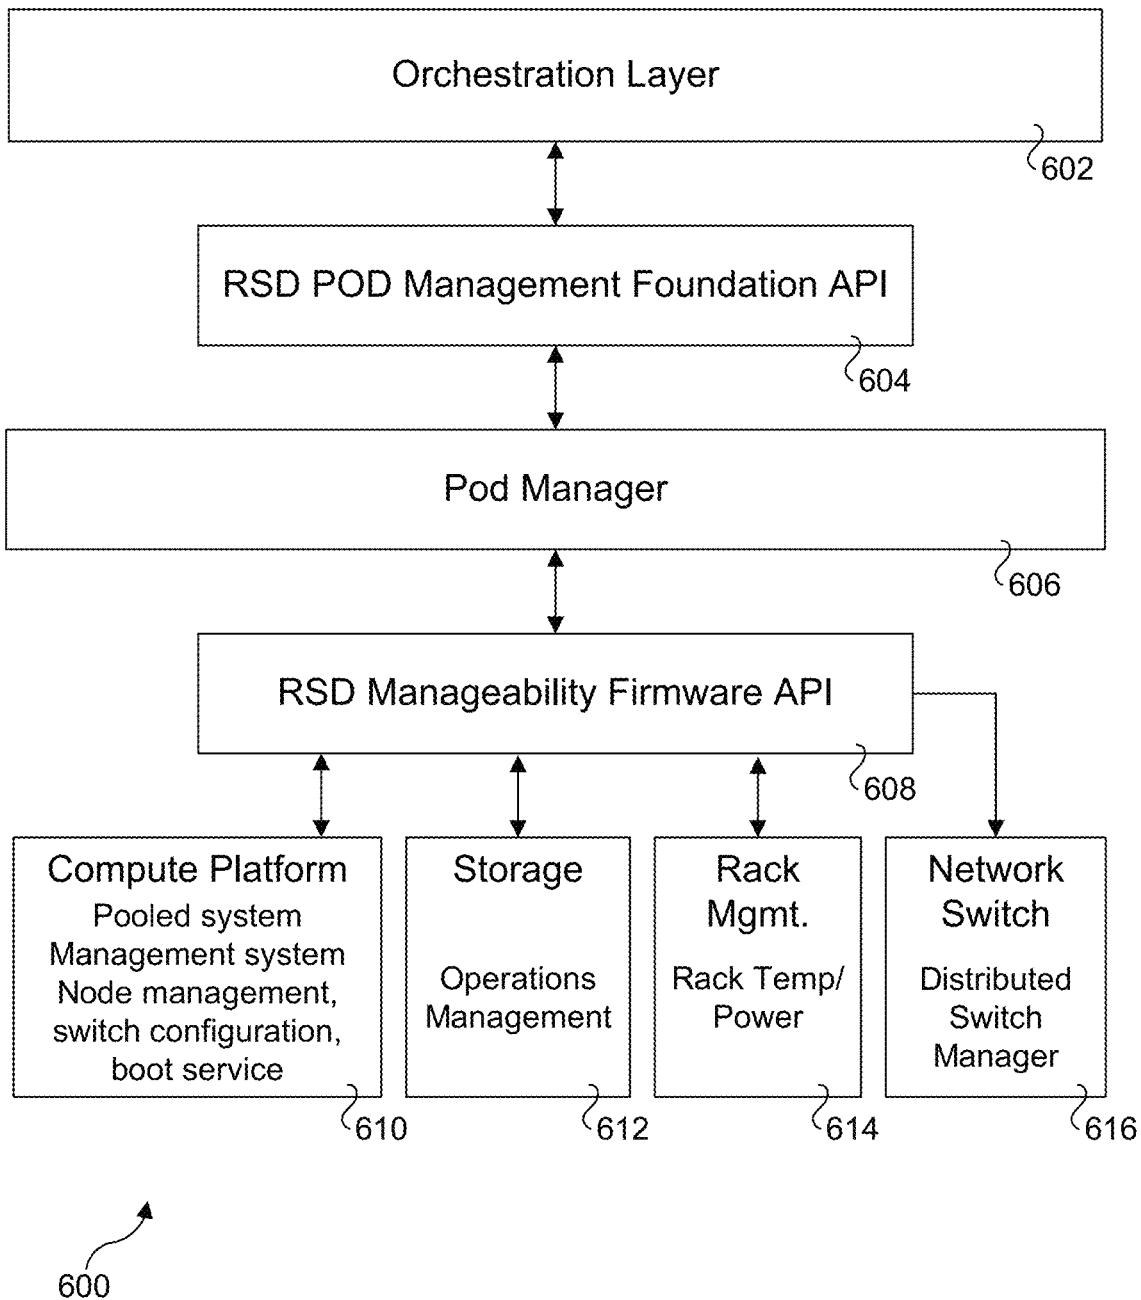 Orchestration Layer
602
RSD POD Management Foundation API
604
Pod Manager
606
RSD Manageability Firmware API
608
Compute Platform
Pooled system
Management system
Node management,
switch configuration,
boot service
610
Storage
Operations
Management
612
Rack
Mgmt.
Rack Temp/
Power
614
Network
Switch
Distributed
Switch
Manager
616
600